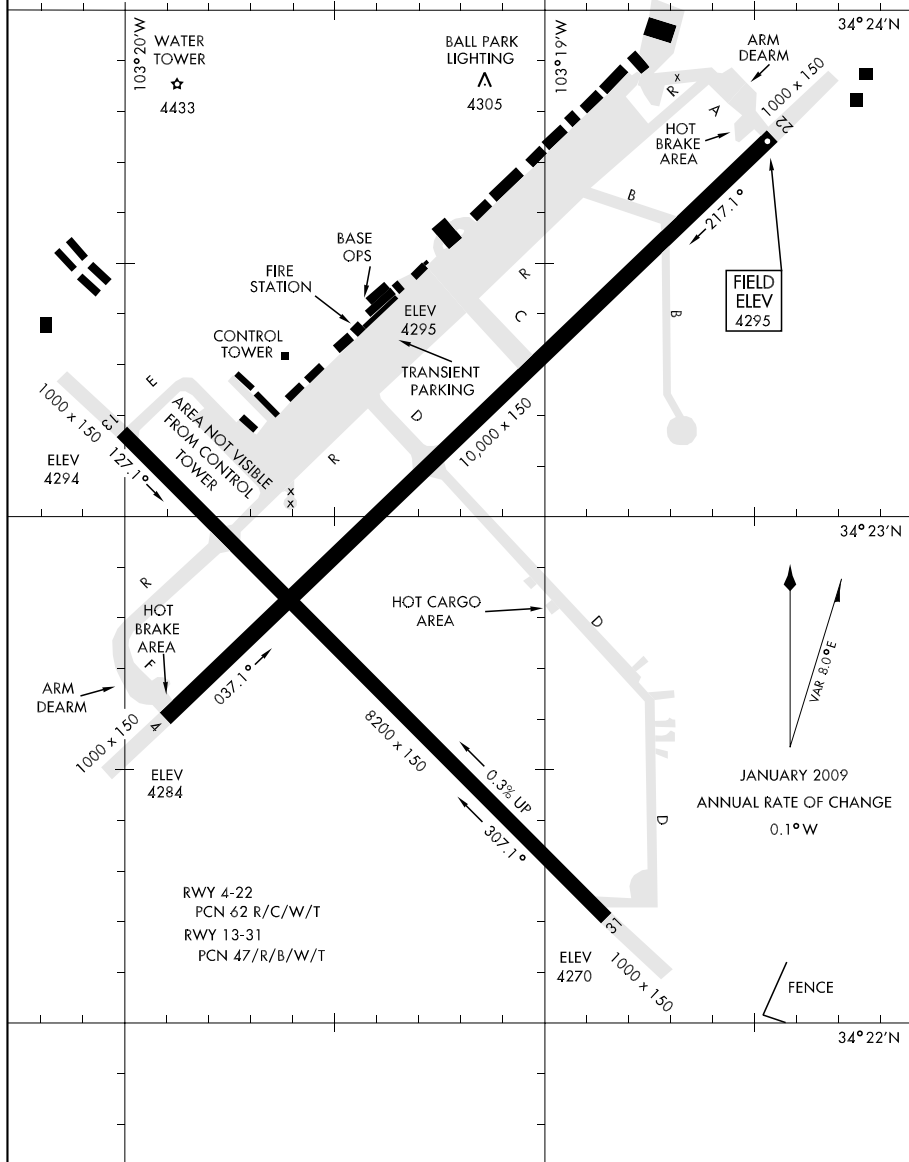 103°20'W
WATER
TOWER
4433
BALL PARK
LIGHTING
4305
103°19'W
34°24'N
ARM
DEARM
1000 x 150
22
R
x
A
HOT
BRAKE
AREA
B
217.1°
BASE
OPS
FIRE
STATION
R
FIELD
ELEV
4295
ELEV
4295
C
B
CONTROL
TOWER
TRANSIENT
PARKING
E
D
1000 x 150
13
AREA NOT VISIBLE
FROM CONTROL
TOWER
10,000 x 150
R
ELEV
4294
127.1°
x
x
34°23'N
R
HOT
BRAKE
AREA
HOT CARGO
AREA
D
F
037.1°
VAR 8.0°E
ARM
DEARM
4
1000 x 150
8200 x 150
ELEV
4284
0.3% UP
307.1°
D
JANUARY 2009
ANNUAL RATE OF CHANGE
0.1°W
RWY 4-22
PCN 62 R/C/W/T
RWY 13-31
PCN 47/R/B/W/T
31
ELEV
4270
1000 x 150
FENCE
34°22'N